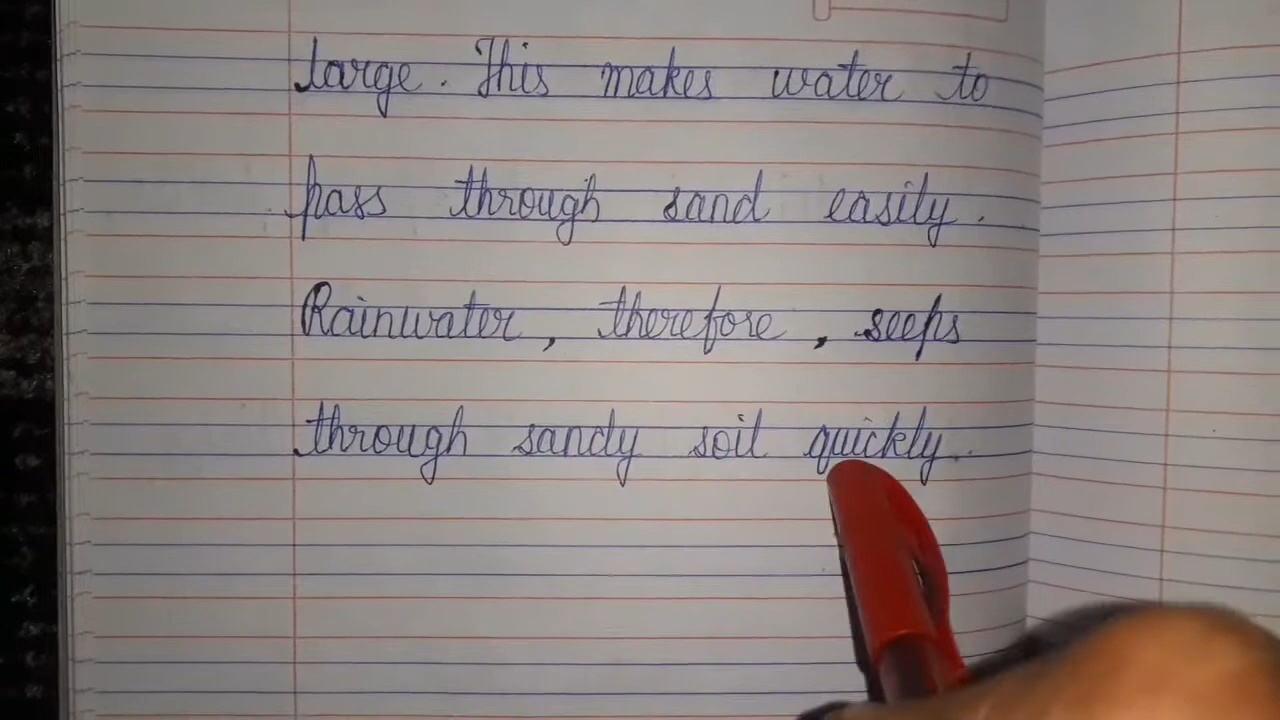 large. This makes water to
pass through sand easily.
Rainwater, therefore, seeps
through sandy soil quickly.